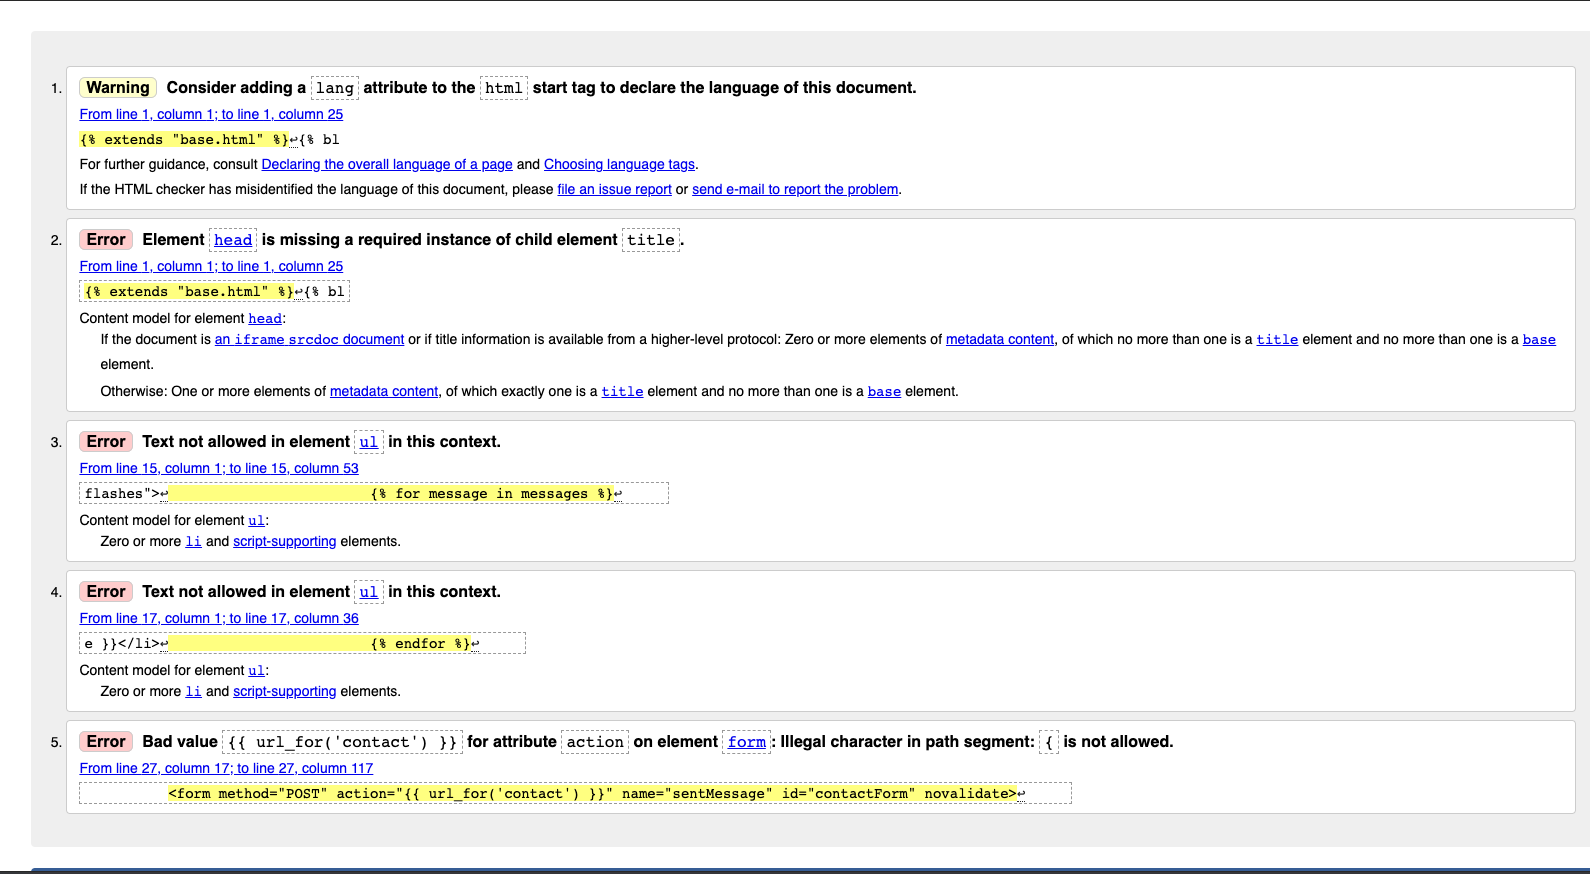 1. Warning Consider adding a lang attribute to the html start tag to declare the language of this document.
From line 1, column 1; to line 1, column 25
{% extends "base.html" %}↩{% bl
For further guidance, consult Declaring the overall language of a page and Choosing language tags.
If the HTML checker has misidentified the language of this document, please file an issue report or send e-mail to report the problem.
2. Error Element head is missing a required instance of child element title.
From line 1, column 1; to line 1, column 25
{% extends "base.html" %}↩{% bl
Content model for element head:
If the document is an iframe srcdoc document or if title information is available from a higher-level protocol: Zero or more elements of metadata content, of which no more than one is a title element and no more than one is a base
element.
Otherwise: One or more elements of metadata content, of which exactly one is a title element and no more than one is a base element.
3. Error Text not allowed in element ul in this context.
From line 15, column 1; to line 15, column 53
flashes">↩ {% for message in messages %}↩
Content model for element ul:
Zero or more li and script-supporting elements.
4. Error Text not allowed in element ul in this context.
From line 17, column 1; to line 17, column 36
e }}</li>↩ {% endfor %}↩
Content model for element ul:
Zero or more li and script-supporting elements.
5. Error Bad value {{ url_for('contact') }} for attribute action on element form: Illegal character in path segment: { is not allowed.
From line 27, column 17; to line 27, column 117
<form method="POST" action="{{ url_for('contact') }}" name="sentMessage" id="contactForm" novalidate>↩